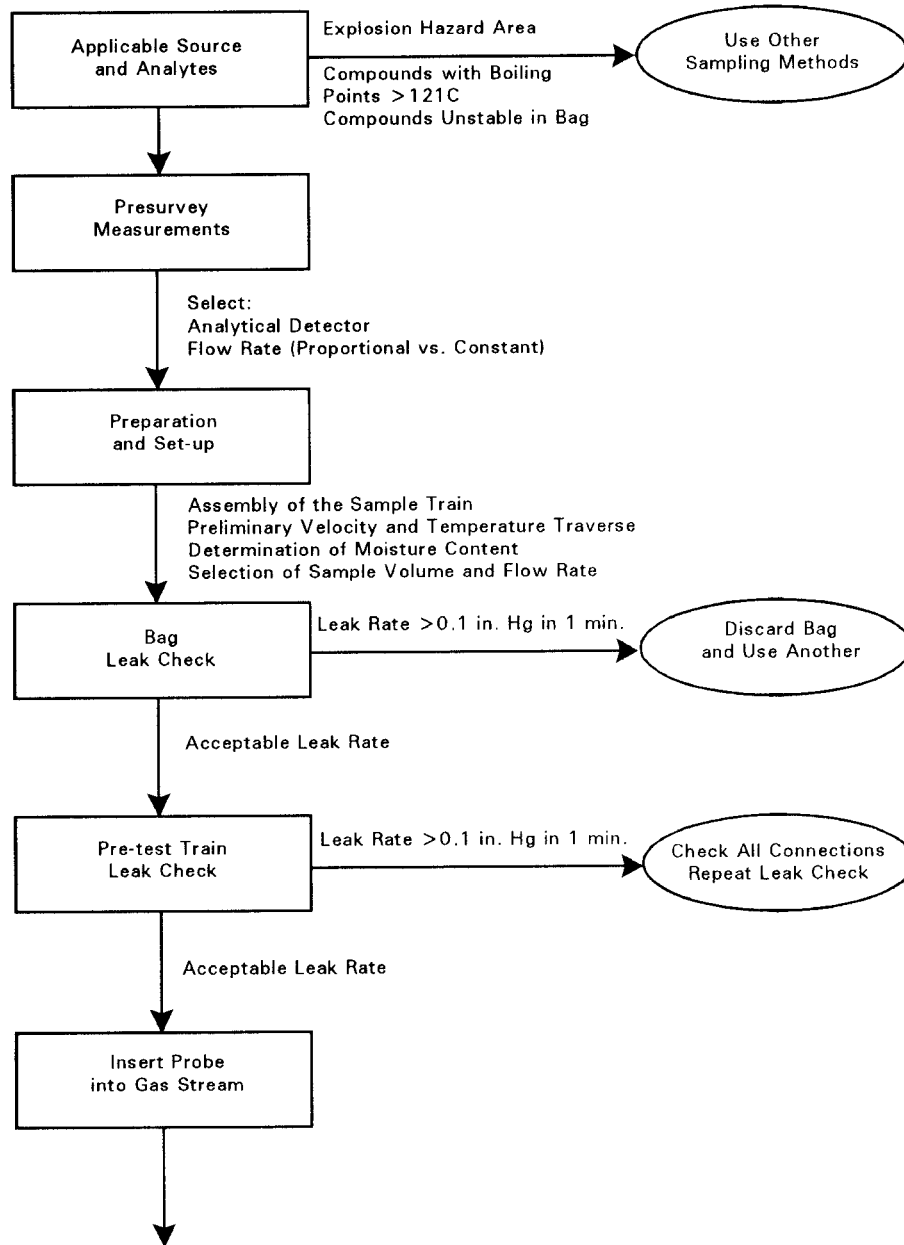 Applicable Source
and Analytes
Explosion Hazard Area
Compounds with Boiling
Points >121C
Compounds Unstable in Bag
Use Other
Sampling Methods
Presurvey
Measurements
Select:
Analytical Detector
Flow Rate (Proportional vs. Constant)
Preparation
and Set-up
Assembly of the Sample Train
Preliminary Velocity and Temperature Traverse
Determination of Moisture Content
Selection of Sample Volume and Flow Rate
Bag
Leak Check
Leak Rate >0.1 in. Hg in 1 min.
Discard Bag
and Use Another
Acceptable Leak Rate
Pre-test Train
Leak Check
Leak Rate >0.1 in. Hg in 1 min.
Check All Connections
Repeat Leak Check
Acceptable Leak Rate
Insert Probe
into Gas Stream